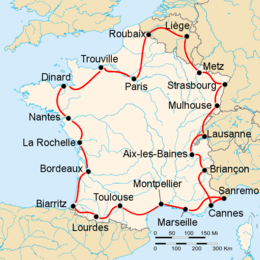 Liège
Roubaix
Trouville
Metz
Dinard
Paris
Strasbourg
Mulhouse
Nantes
Lausanne
La Rochelle
Aix-les-Baines
Briançon
Bordeaux
Montpellier
Sanremo
Biarritz
Toulouse
Cannes
Marseille
Lourdes
0 50 100 150 Mi
0 100 200 300 Km